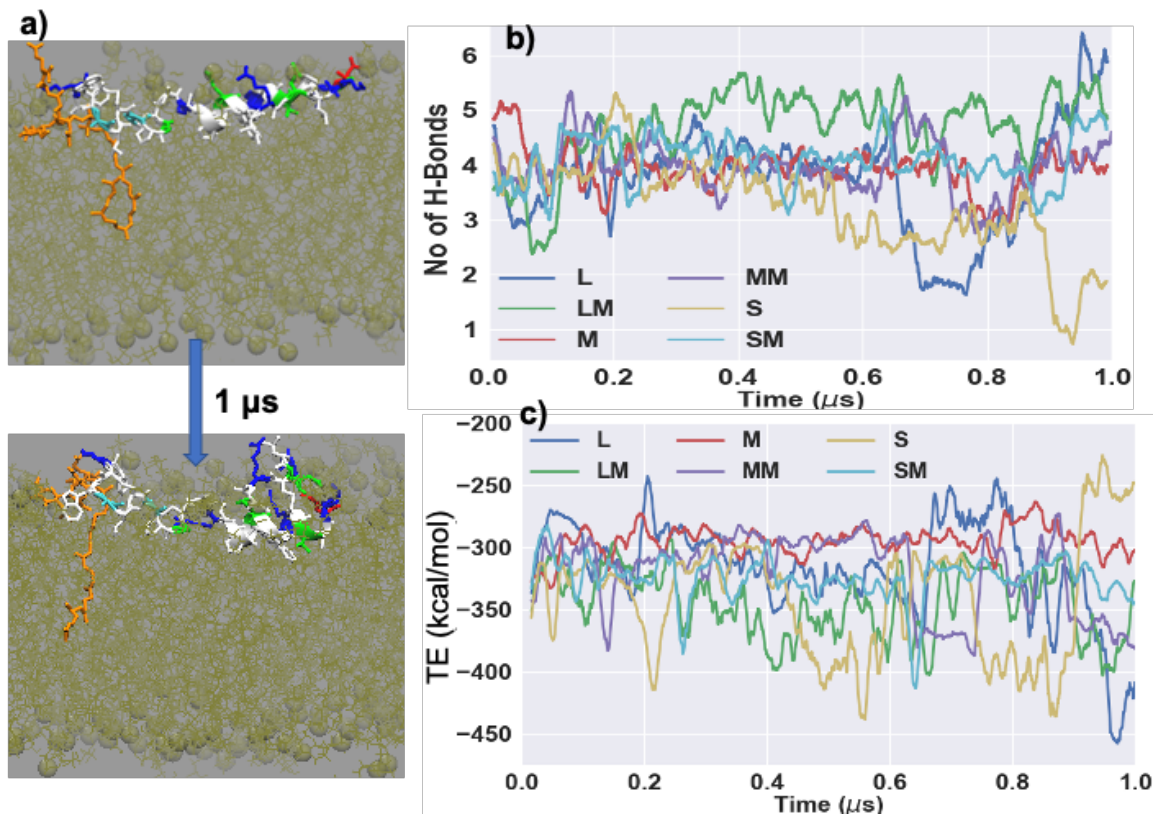 a)
1 µs
b)
No of H-Bonds
6
5
4
3
2
1
L
LM
M
MM
S
SM
0.0 0.2 0.4 0.6 0.8 1.0
Time (μs)
c)
TE (kcal/mol)
−200
−250
−300
−350
−400
−450
L M S
LM MM SM
0.0 0.2 0.4 0.6 0.8 1.0
Time (μs)